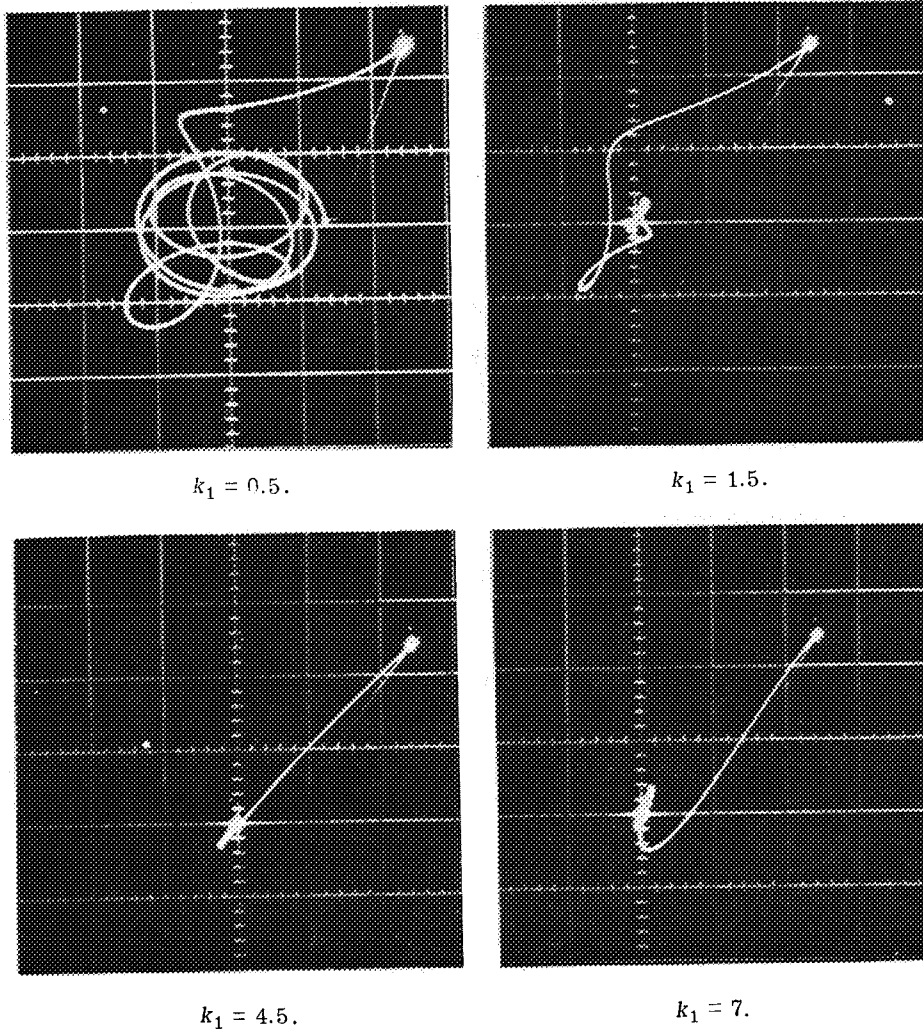 k₁ = 0.5.
k₁ = 1.5.
k₁ = 4.5.
k₁ = 7.